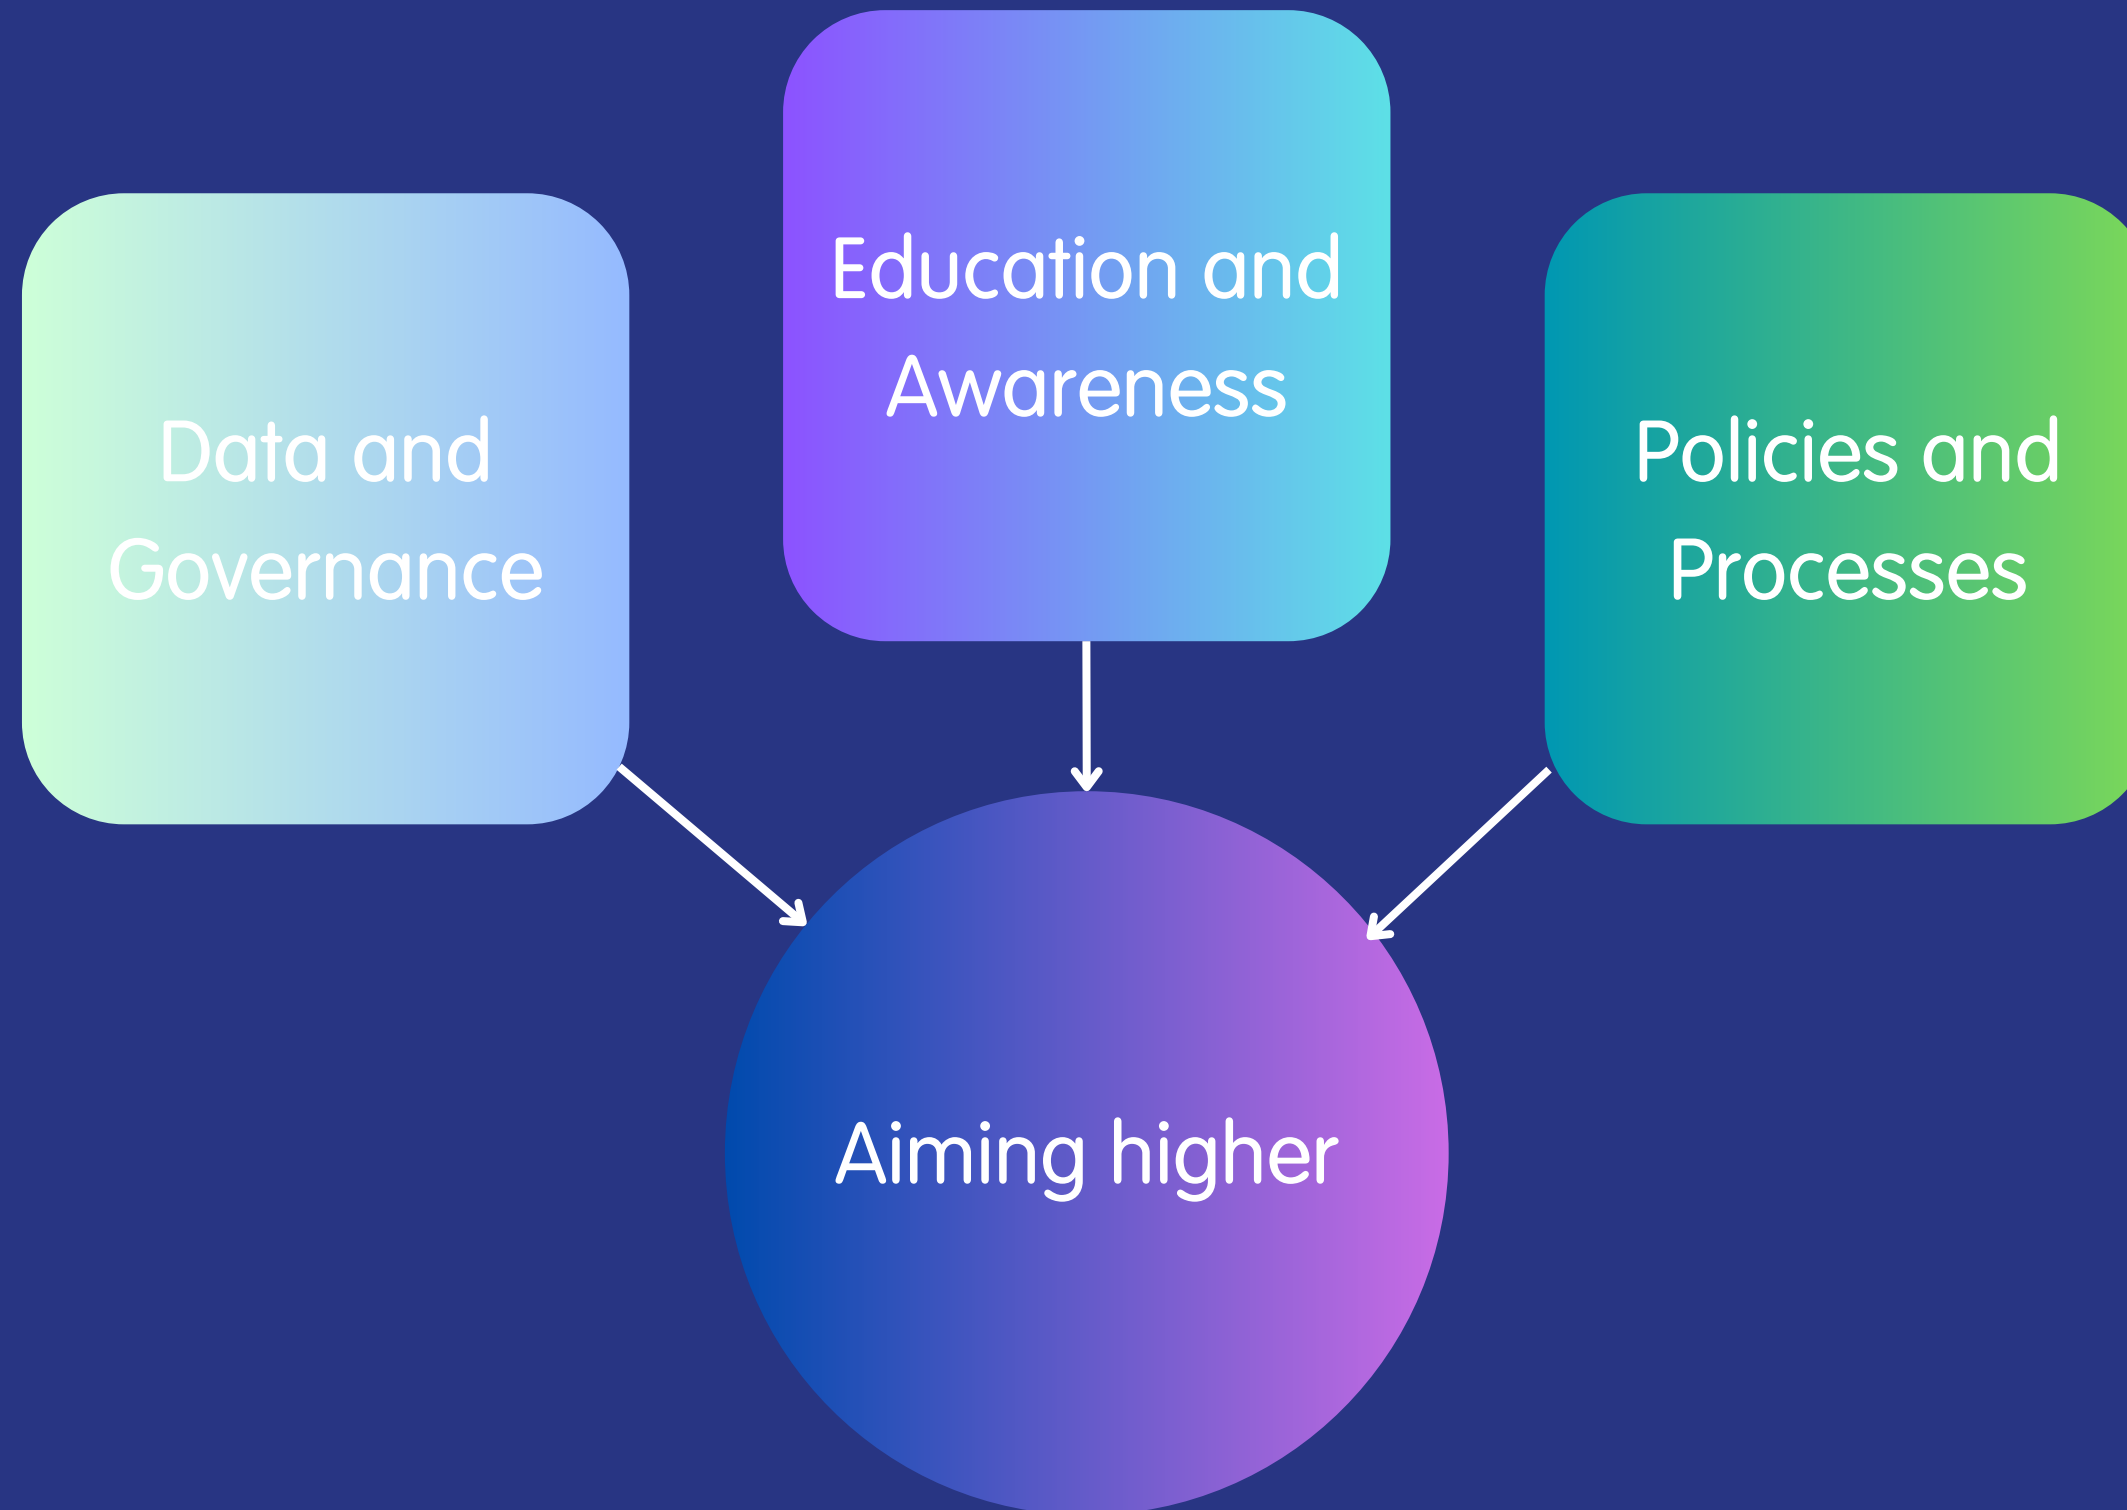 Education and
Awareness
Data and
Governance
Policies and
Processes
Aiming higher